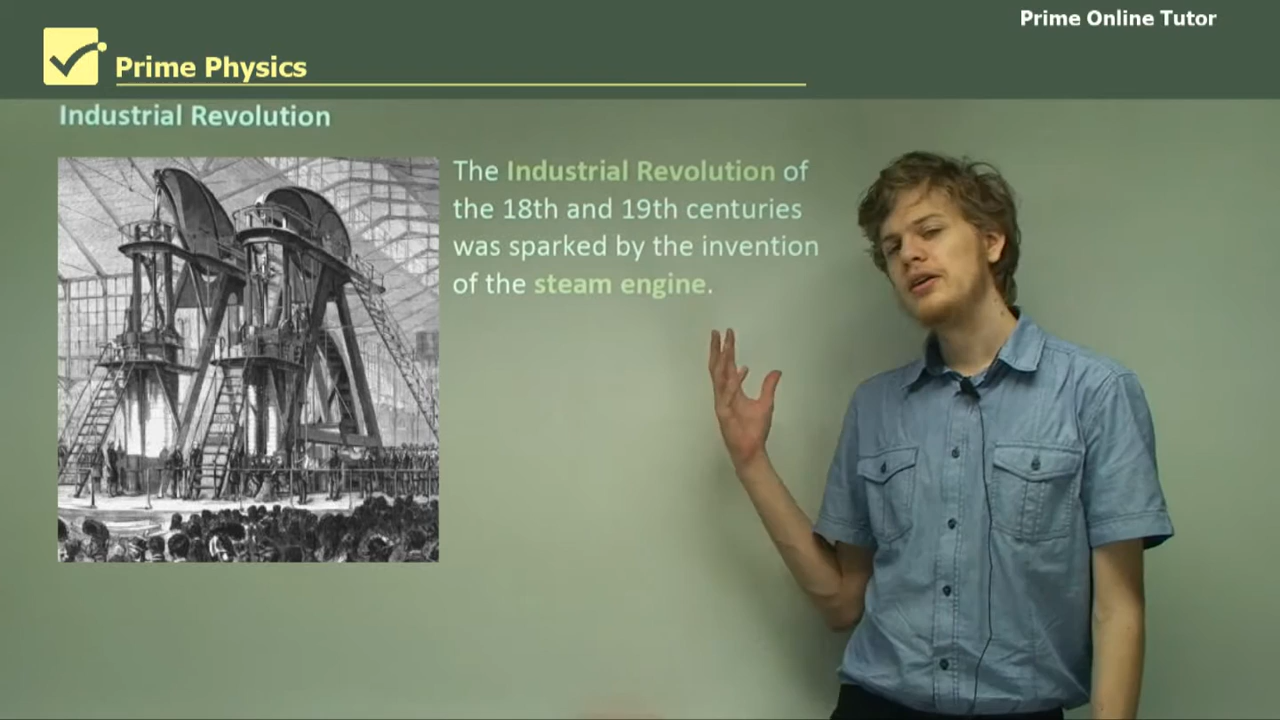 Prime Online Tutor
Prime Physics
Industrial Revolution
The Industrial Revolution of
the 18th and 19th centuries
was sparked by the invention
of the steam engine.